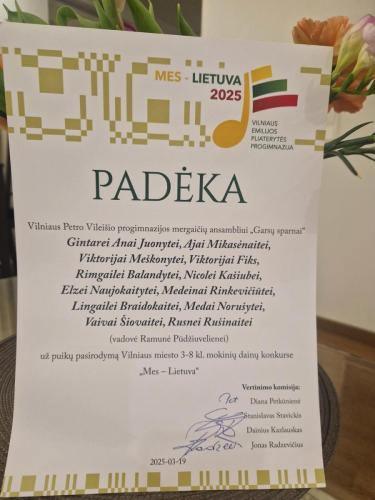 MES - LIETUVA
2025
VILNIAUS
EMILIJOS
PLIATERYTĖS
PROGIMNAZIJA
PADĖKA
Vilniaus Petro Vileišio progimnazijos mergaičių ansambliui „Garsų sparnai“
Gintarei Anai Juonytei, Ajai Mikasėnaitei,
Viktorijai Meškonytei, Viktorijai Fiks,
Rimgailei Balandytei, Nicolei Kašiubei,
Elzei Naujokaitytei, Medeinai Rinkevičiūtei,
Lingailei Braidokaitei, Medai Norušytei,
Vaivai Šiovaitei, Rusnei Rušinaitei
(vadovė Ramunė Pūdžiuvelienei)
už puikų pasirodymą Vilniaus miesto 3-8 kl. mokinių dainų konkurse
„Mes – Lietuva“
Vertinimo komisija:
Diana Petkūnienė
Stanislavas Stavickis
Dainius Kazlauskas
Jonas Radzevičius
2025-03-19